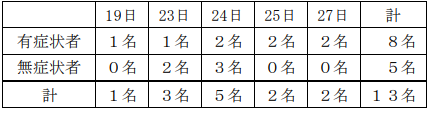 19日 23日 24日 25日 27日 計
有症状者 1名 1名 2名 2名 2名 8名
無症状者 0名 2名 3名 0名 0名 5名
計 1名 3名 5名 2名 2名 13名